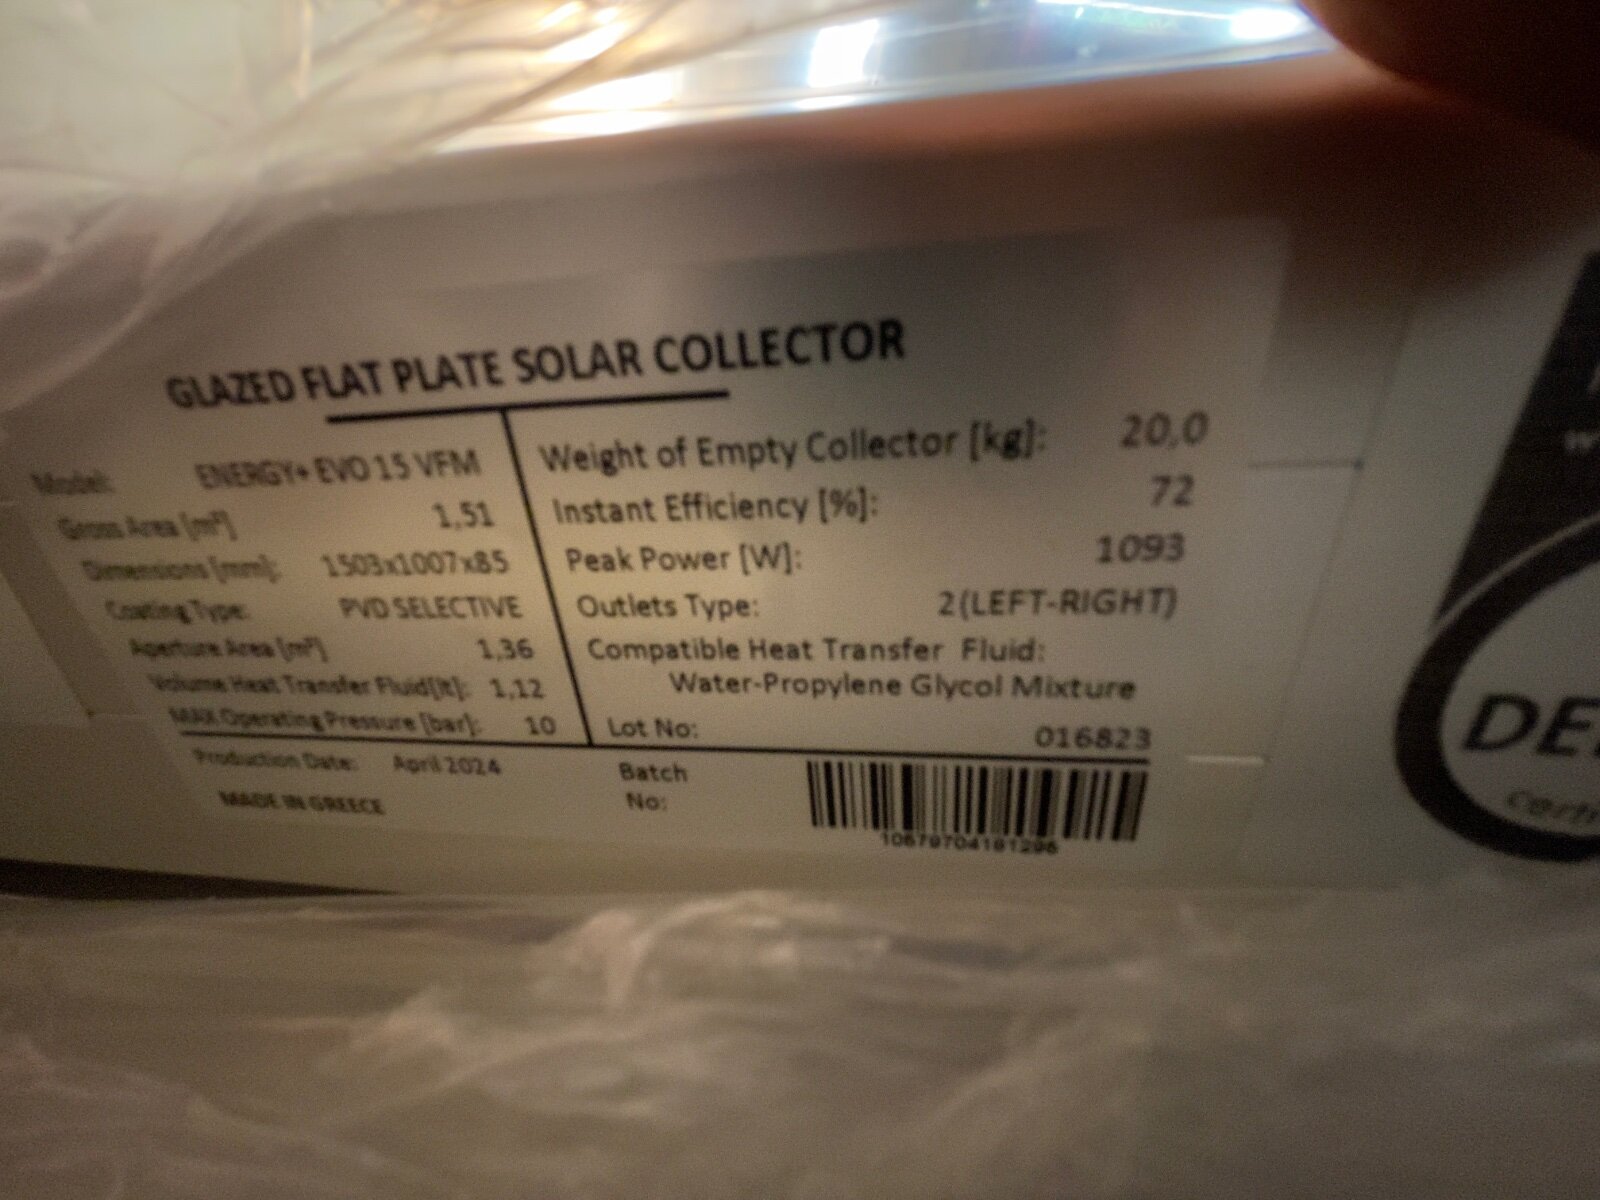 GLAZED FLAT PLATE SOLAR COLLECTOR
Model: ENERGY+ EVO 15 VFM
Gross Area [m²] 1,51
Dimensions [mm]: 1503x1007x85
Coating Type: PVD SELECTIVE
Aperture Area [m²] 1,36
Volume Heat Transfer Fluid[lt]: 1,12
MAX Operating Pressure [bar]: 10
Weight of Empty Collector [kg]: 20,0
Instant Efficiency [%]: 72
Peak Power [W]: 1093
Outlets Type: 2(LEFT-RIGHT)
Compatible Heat Transfer Fluid:
Water-Propylene Glycol Mixture
Lot No: 016823
Production Date: April 2024
MADE IN GREECE
Batch
No:
10679704191296